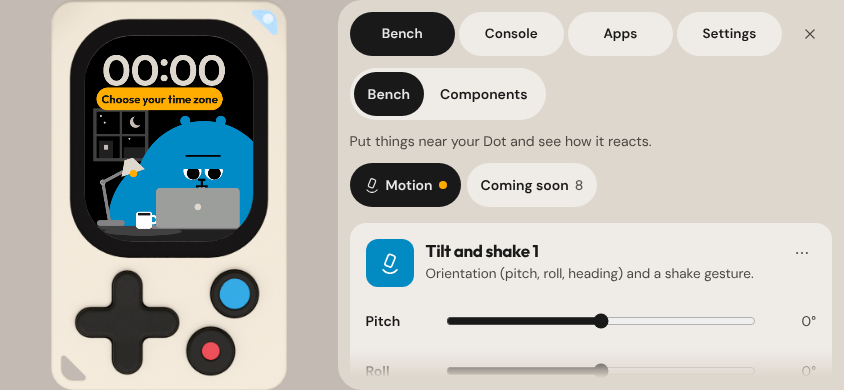 00:00
Choose your time zone
Bench
Console
Apps
Settings
Bench
Components
Put things near your Dot and see how it reacts.
Motion
Coming soon 8
Tilt and shake 1
Orientation (pitch, roll, heading) and a shake gesture.
Pitch
0°
Roll
0°